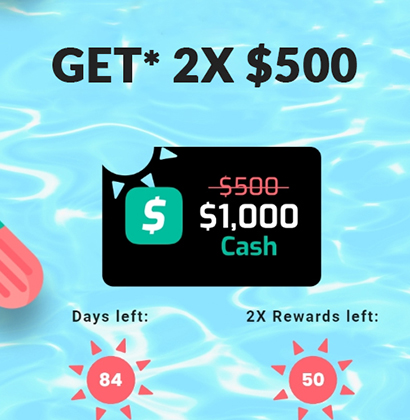 GET* 2X $500
$500
$
$1,000
Cash
Days left:
2X Rewards left:
84
50